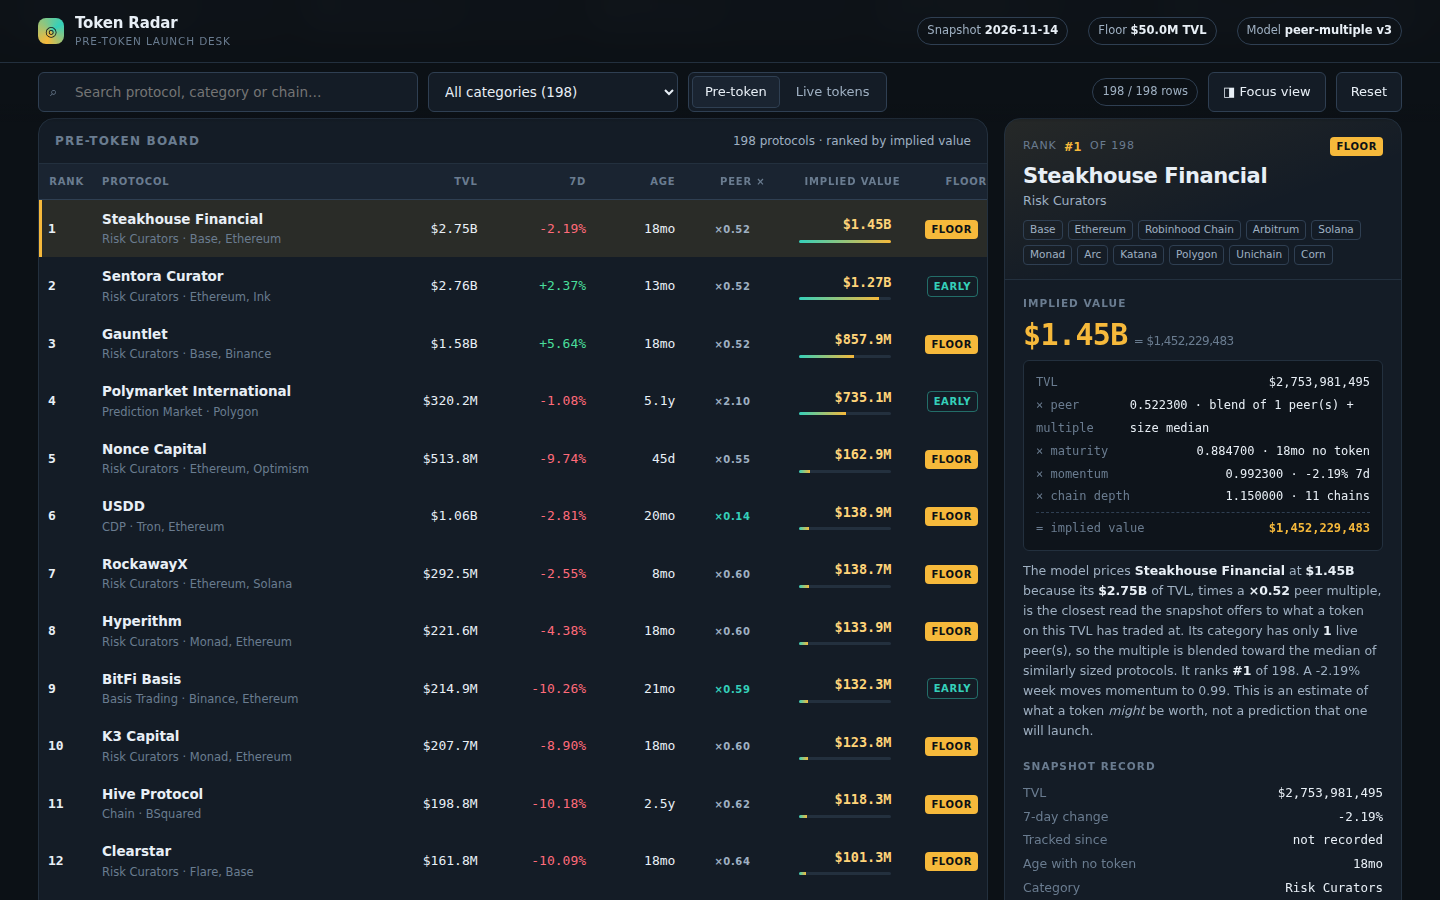 Token Radar
PRE-TOKEN LAUNCH DESK
Snapshot 2026-11-14
Floor $50.0M TVL
Model peer-multiple v3
Search protocol, category or chain…
All categories (198)
Pre-token
Live tokens
198 / 198 rows
Focus view
Reset
PRE-TOKEN BOARD
198 protocols · ranked by implied value
RANK PROTOCOL TVL 7D AGE PEER × IMPLIED VALUE FLOOR
1 Steakhouse Financial $2.75B -2.19% 18mo ×0.52 $1.45B FLOOR
Risk Curators · Base, Ethereum
2 Sentora Curator $2.76B +2.37% 13mo ×0.52 $1.27B EARLY
Risk Curators · Ethereum, Ink
3 Gauntlet $1.58B +5.64% 18mo ×0.52 $857.9M FLOOR
Risk Curators · Base, Binance
4 Polymarket International $320.2M -1.08% 5.1y ×2.10 $735.1M EARLY
Prediction Market · Polygon
5 Nonce Capital $513.8M -9.74% 45d ×0.55 $162.9M FLOOR
Risk Curators · Ethereum, Optimism
6 USDD $1.06B -2.81% 20mo ×0.14 $138.9M FLOOR
CDP · Tron, Ethereum
7 RockawayX $292.5M -2.55% 8mo ×0.60 $138.7M FLOOR
Risk Curators · Ethereum, Solana
8 Hyperithm $221.6M -4.38% 18mo ×0.60 $133.9M FLOOR
Risk Curators · Monad, Ethereum
9 BitFi Basis $214.9M -10.26% 21mo ×0.59 $132.3M EARLY
Basis Trading · Binance, Ethereum
10 K3 Capital $207.7M -8.90% 18mo ×0.60 $123.8M FLOOR
Risk Curators · Monad, Ethereum
11 Hive Protocol $198.8M -10.18% 2.5y ×0.62 $118.3M FLOOR
Chain · BSquared
12 Clearstar $161.8M -10.09% 18mo ×0.64 $101.3M FLOOR
Risk Curators · Flare, Base
RANK #1 OF 198 FLOOR
Steakhouse Financial
Risk Curators
Base Ethereum Robinhood Chain Arbitrum Solana
Monad Arc Katana Polygon Unichain Corn
IMPLIED VALUE
$1.45B = $1,452,229,483
TVL $2,753,981,495
× peer 0.522300 · blend of 1 peer(s) +
multiple size median
× maturity 0.884700 · 18mo no token
× momentum 0.992300 · -2.19% 7d
× chain depth 1.150000 · 11 chains
= implied value $1,452,229,483
The model prices Steakhouse Financial at $1.45B
because its $2.75B of TVL, times a ×0.52 peer multiple,
is the closest read the snapshot offers to what a token
on this TVL has traded at. Its category has only 1 live
peer(s), so the multiple is blended toward the median of
similarly sized protocols. It ranks #1 of 198. A -2.19%
week moves momentum to 0.99. This is an estimate of
what a token might be worth, not a prediction that one
will launch.
SNAPSHOT RECORD
TVL $2,753,981,495
7-day change -2.19%
Tracked since not recorded
Age with no token 18mo
Category Risk Curators